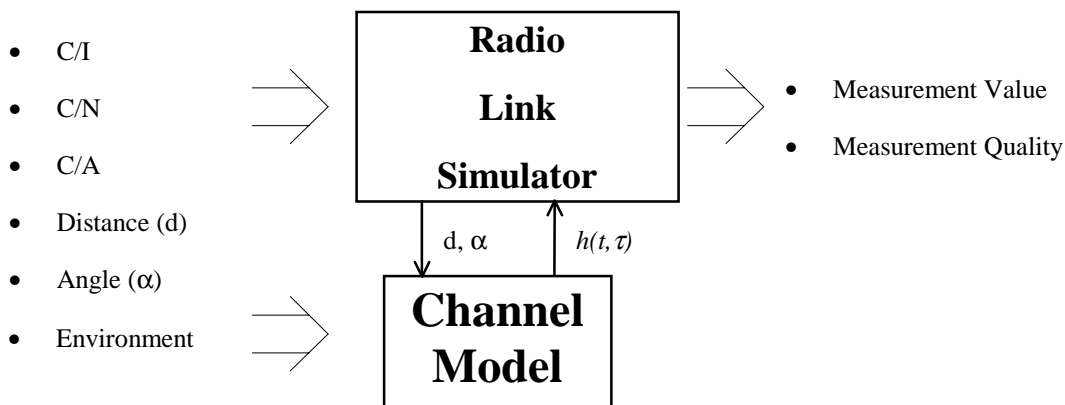 • C/I
• C/N
• C/A
• Distance (d)
• Angle (α)
• Environment
Radio
Link
Simulator
• Measurement Value
• Measurement Quality
d, α
h(t, τ)
Channel
Model